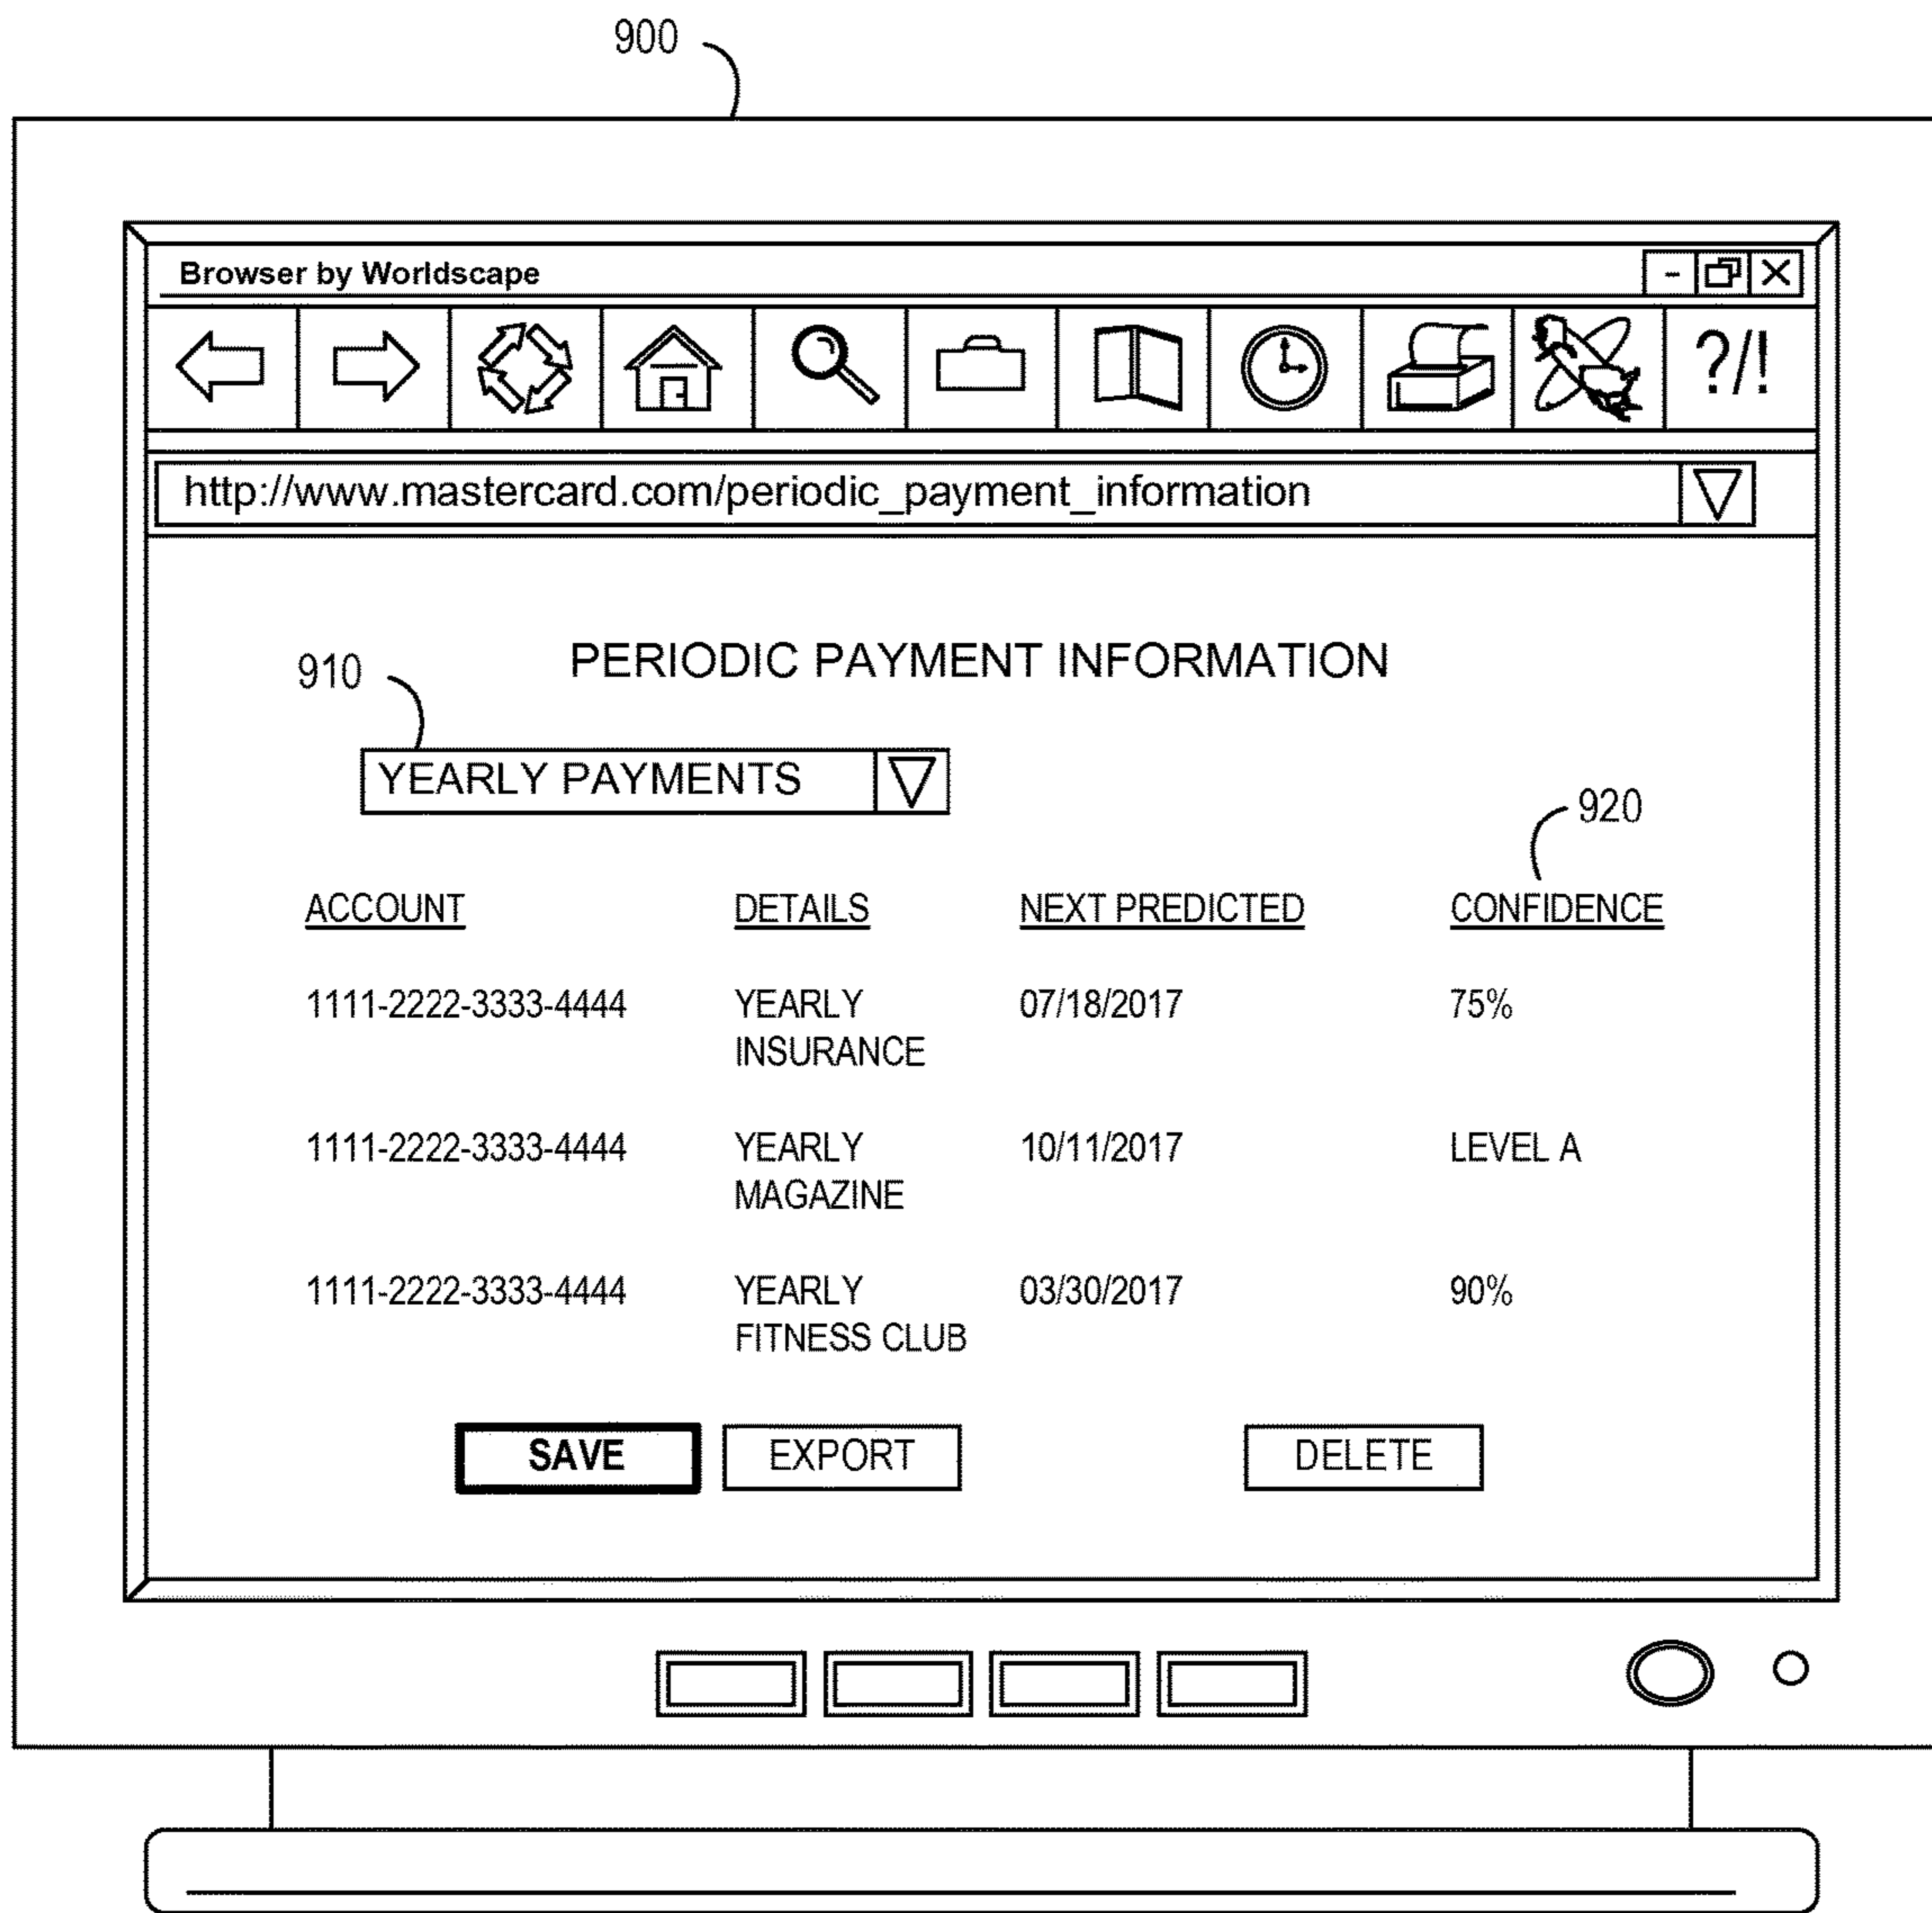 900
Browser by Worldscape
?/!
http://www.mastercard.com/periodic_payment_information
PERIODIC PAYMENT INFORMATION
910
YEARLY PAYMENTS
920
ACCOUNT DETAILS NEXT PREDICTED CONFIDENCE
1111-2222-3333-4444 YEARLY 07/18/2017 75%
INSURANCE
1111-2222-3333-4444 YEARLY 10/11/2017 LEVEL A
MAGAZINE
1111-2222-3333-4444 YEARLY 03/30/2017 90%
FITNESS CLUB
SAVE EXPORT DELETE